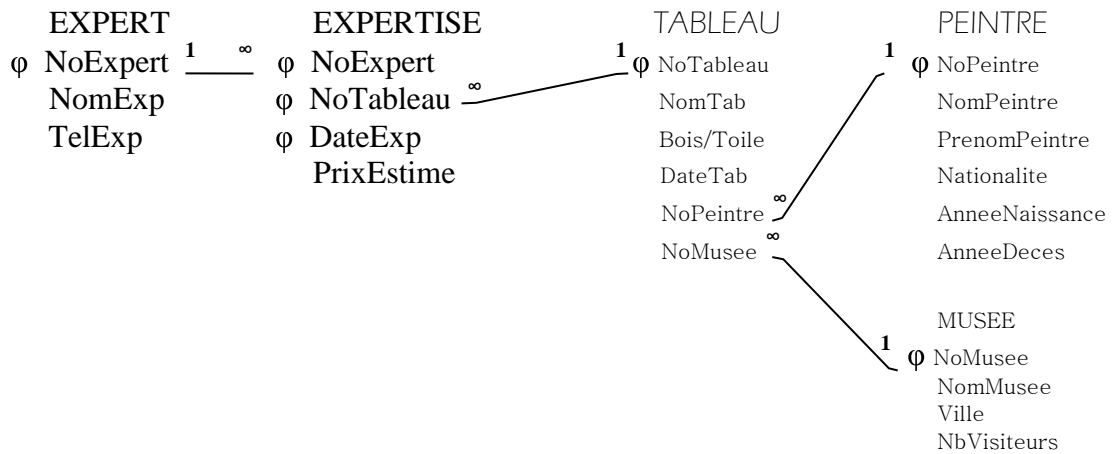 EXPERT
φ NoExpert 1
NomExp
TelExp
EXPERTISE
∞ φ NoExpert
φ NoTableau ∞
φ DateExp
PrixEstime
TABLEAU
1 φ NoTableau
NomTab
Bois/Toile
DateTab
NoPeintre ∞
NoMusee ∞
PEINTRE
1 φ NoPeintre
NomPeintre
PrenomPeintre
Nationalite
AnneeNaissance
AnneeDeces
MUSEE
1 φ NoMusee
NomMusee
Ville
NbVisiteurs